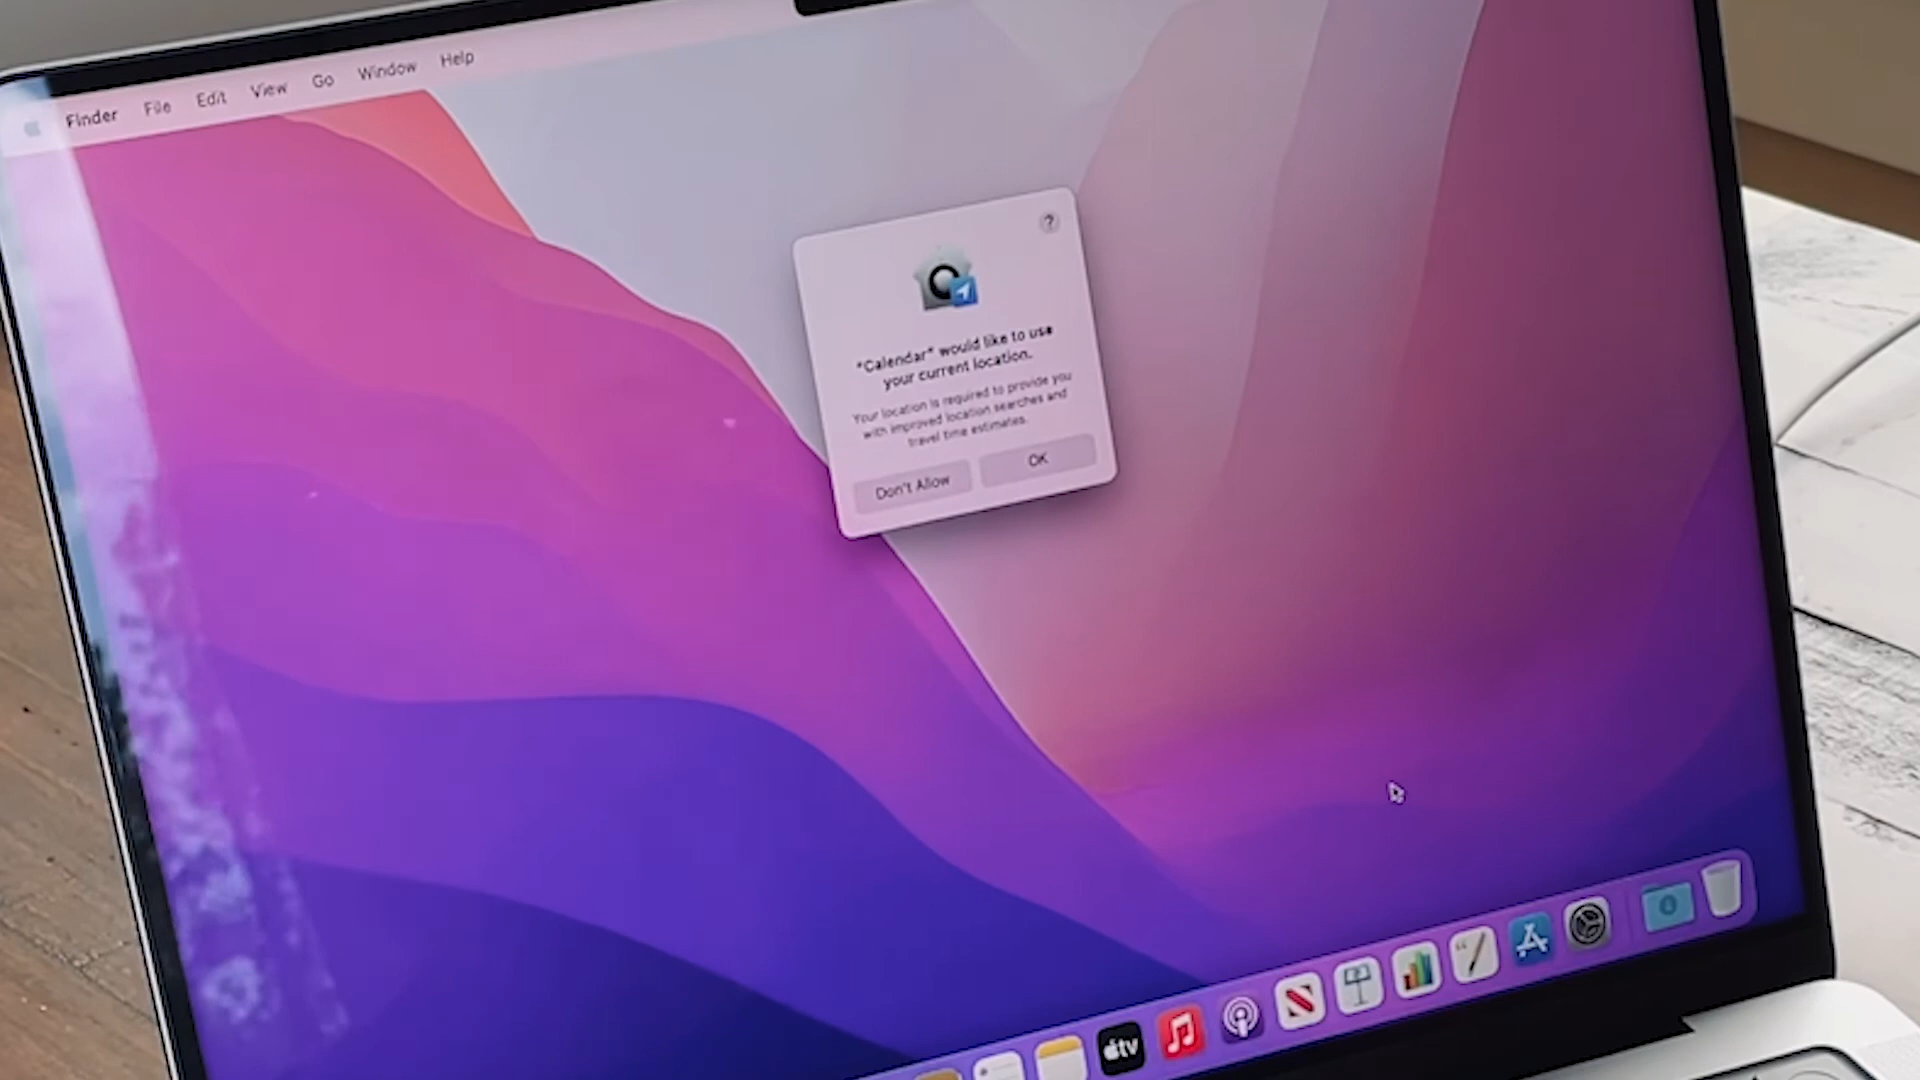 Finder File Edit View Go Window Help
?
"Calendar" would like to use
your current location.
Your location is required to provide you
with improved location searches and
travel time estimates.
Don't Allow OK
tv